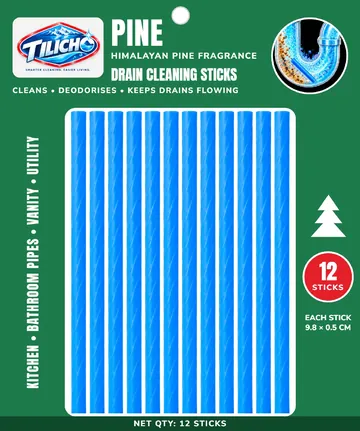 TILICHO
SMARTER CLEANING. EASIER LIVING.
PINE
HIMALAYAN PINE FRAGRANCE
DRAIN CLEANING STICKS
CLEANS • DEODORISES • KEEPS DRAINS FLOWING
KITCHEN • BATHROOM PIPES • VANITY • UTILITY
12
STICKS
EACH STICK
9.8 × 0.5 CM
NET QTY: 12 STICKS